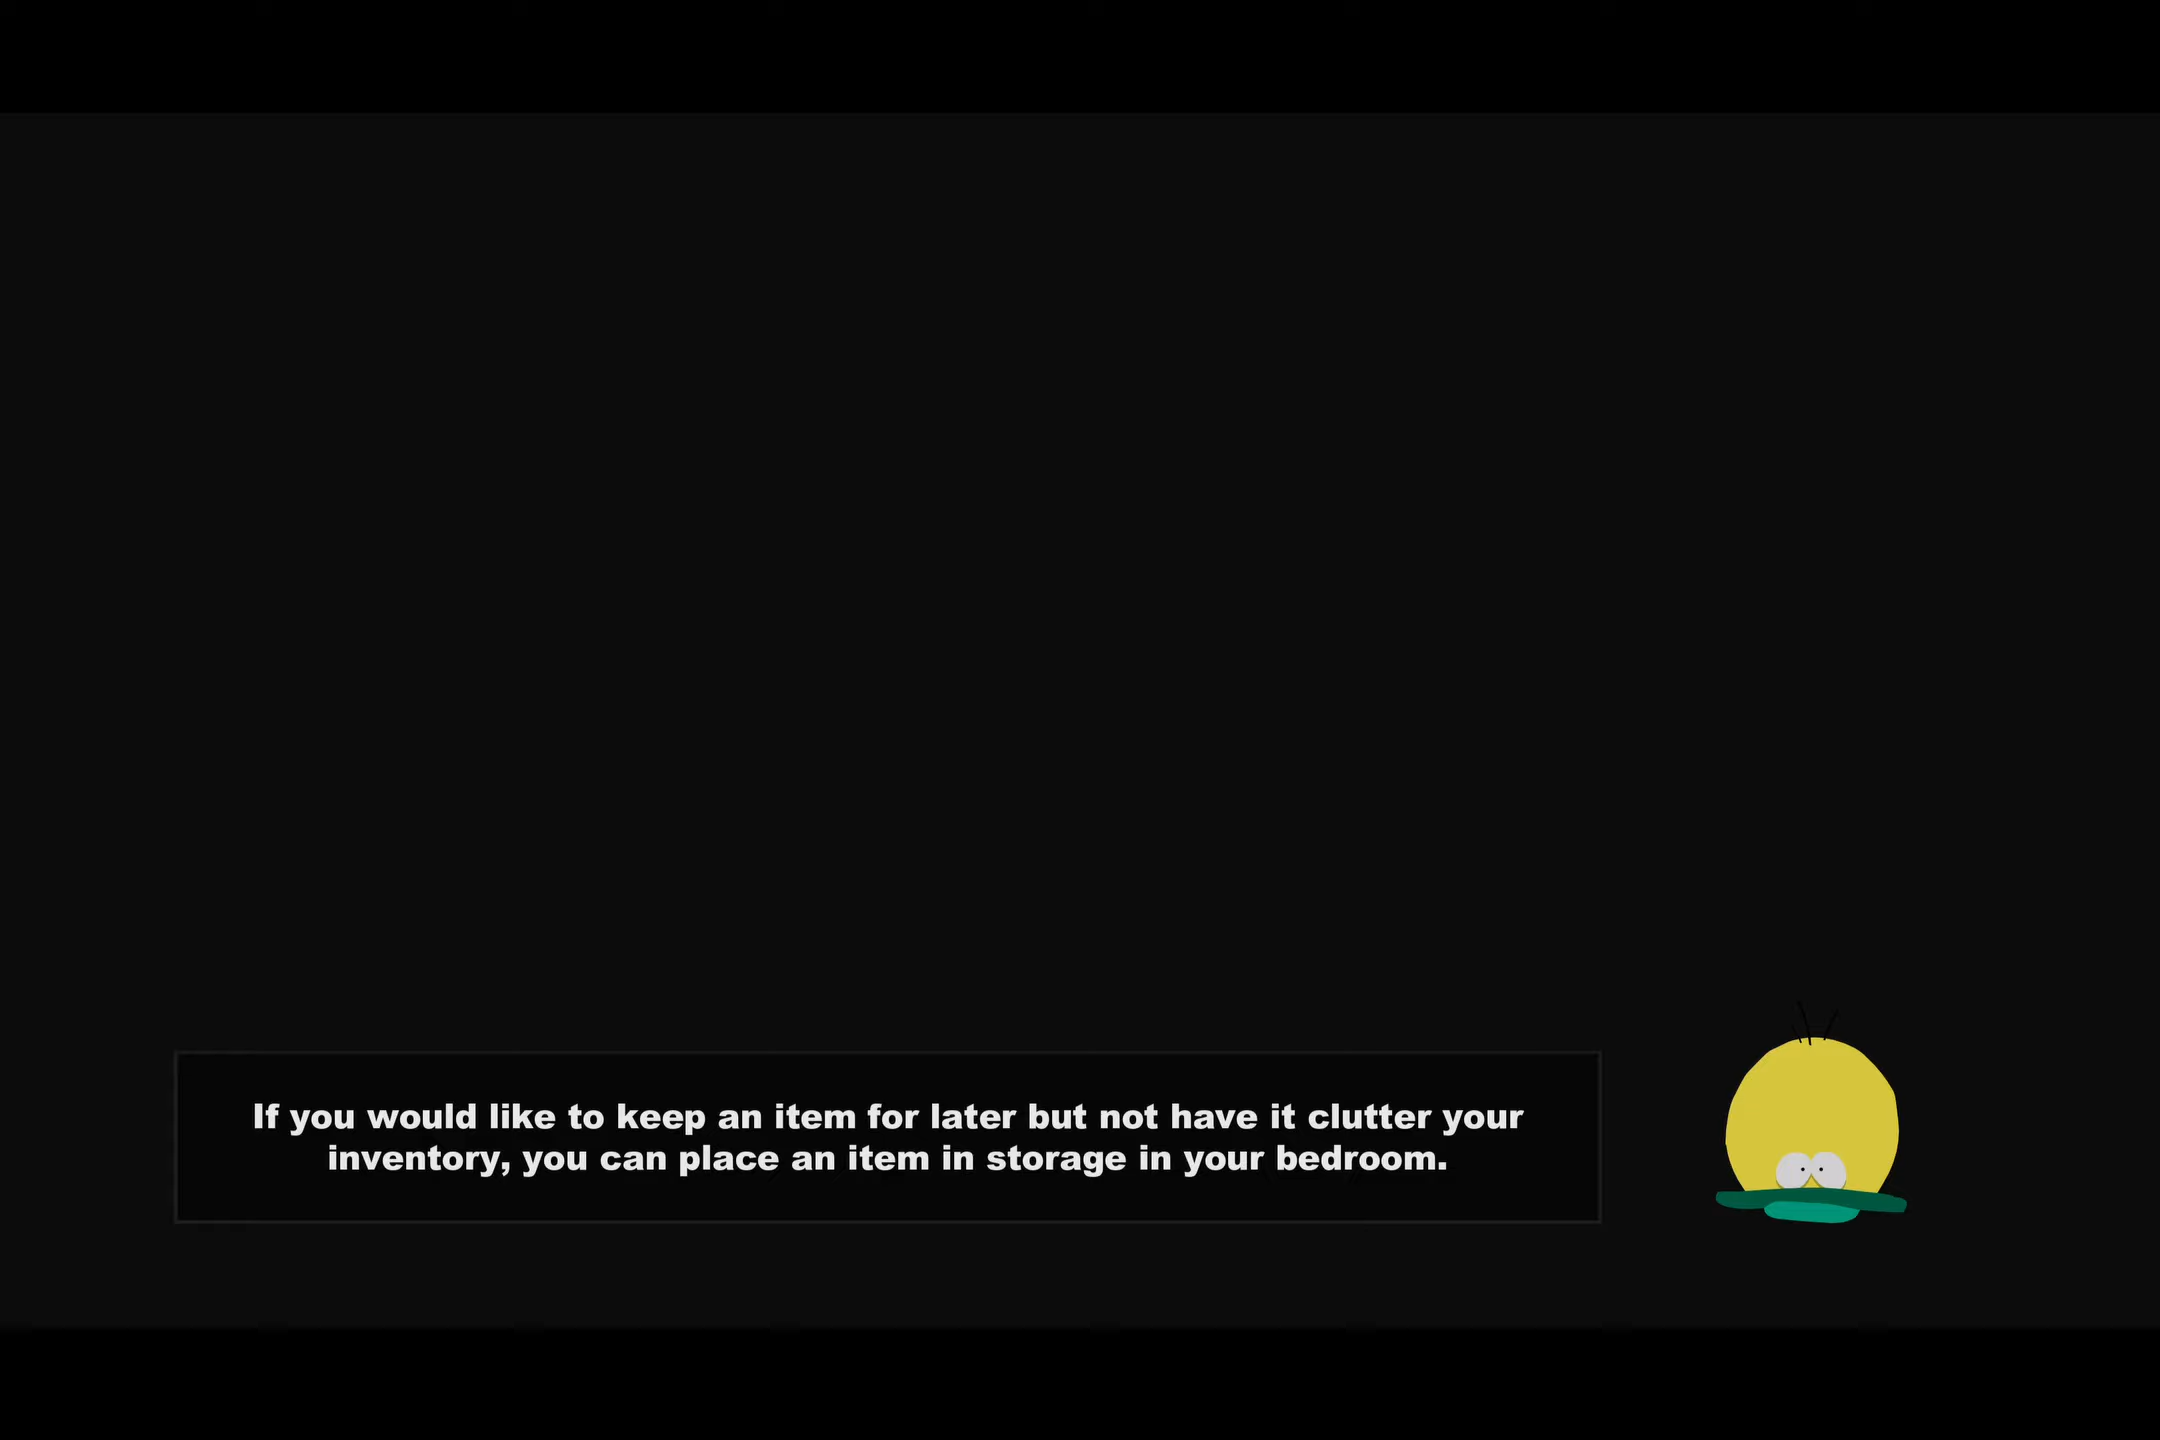 If you would like to keep an item for later but not have it clutter your
inventory, you can place an item in storage in your bedroom.